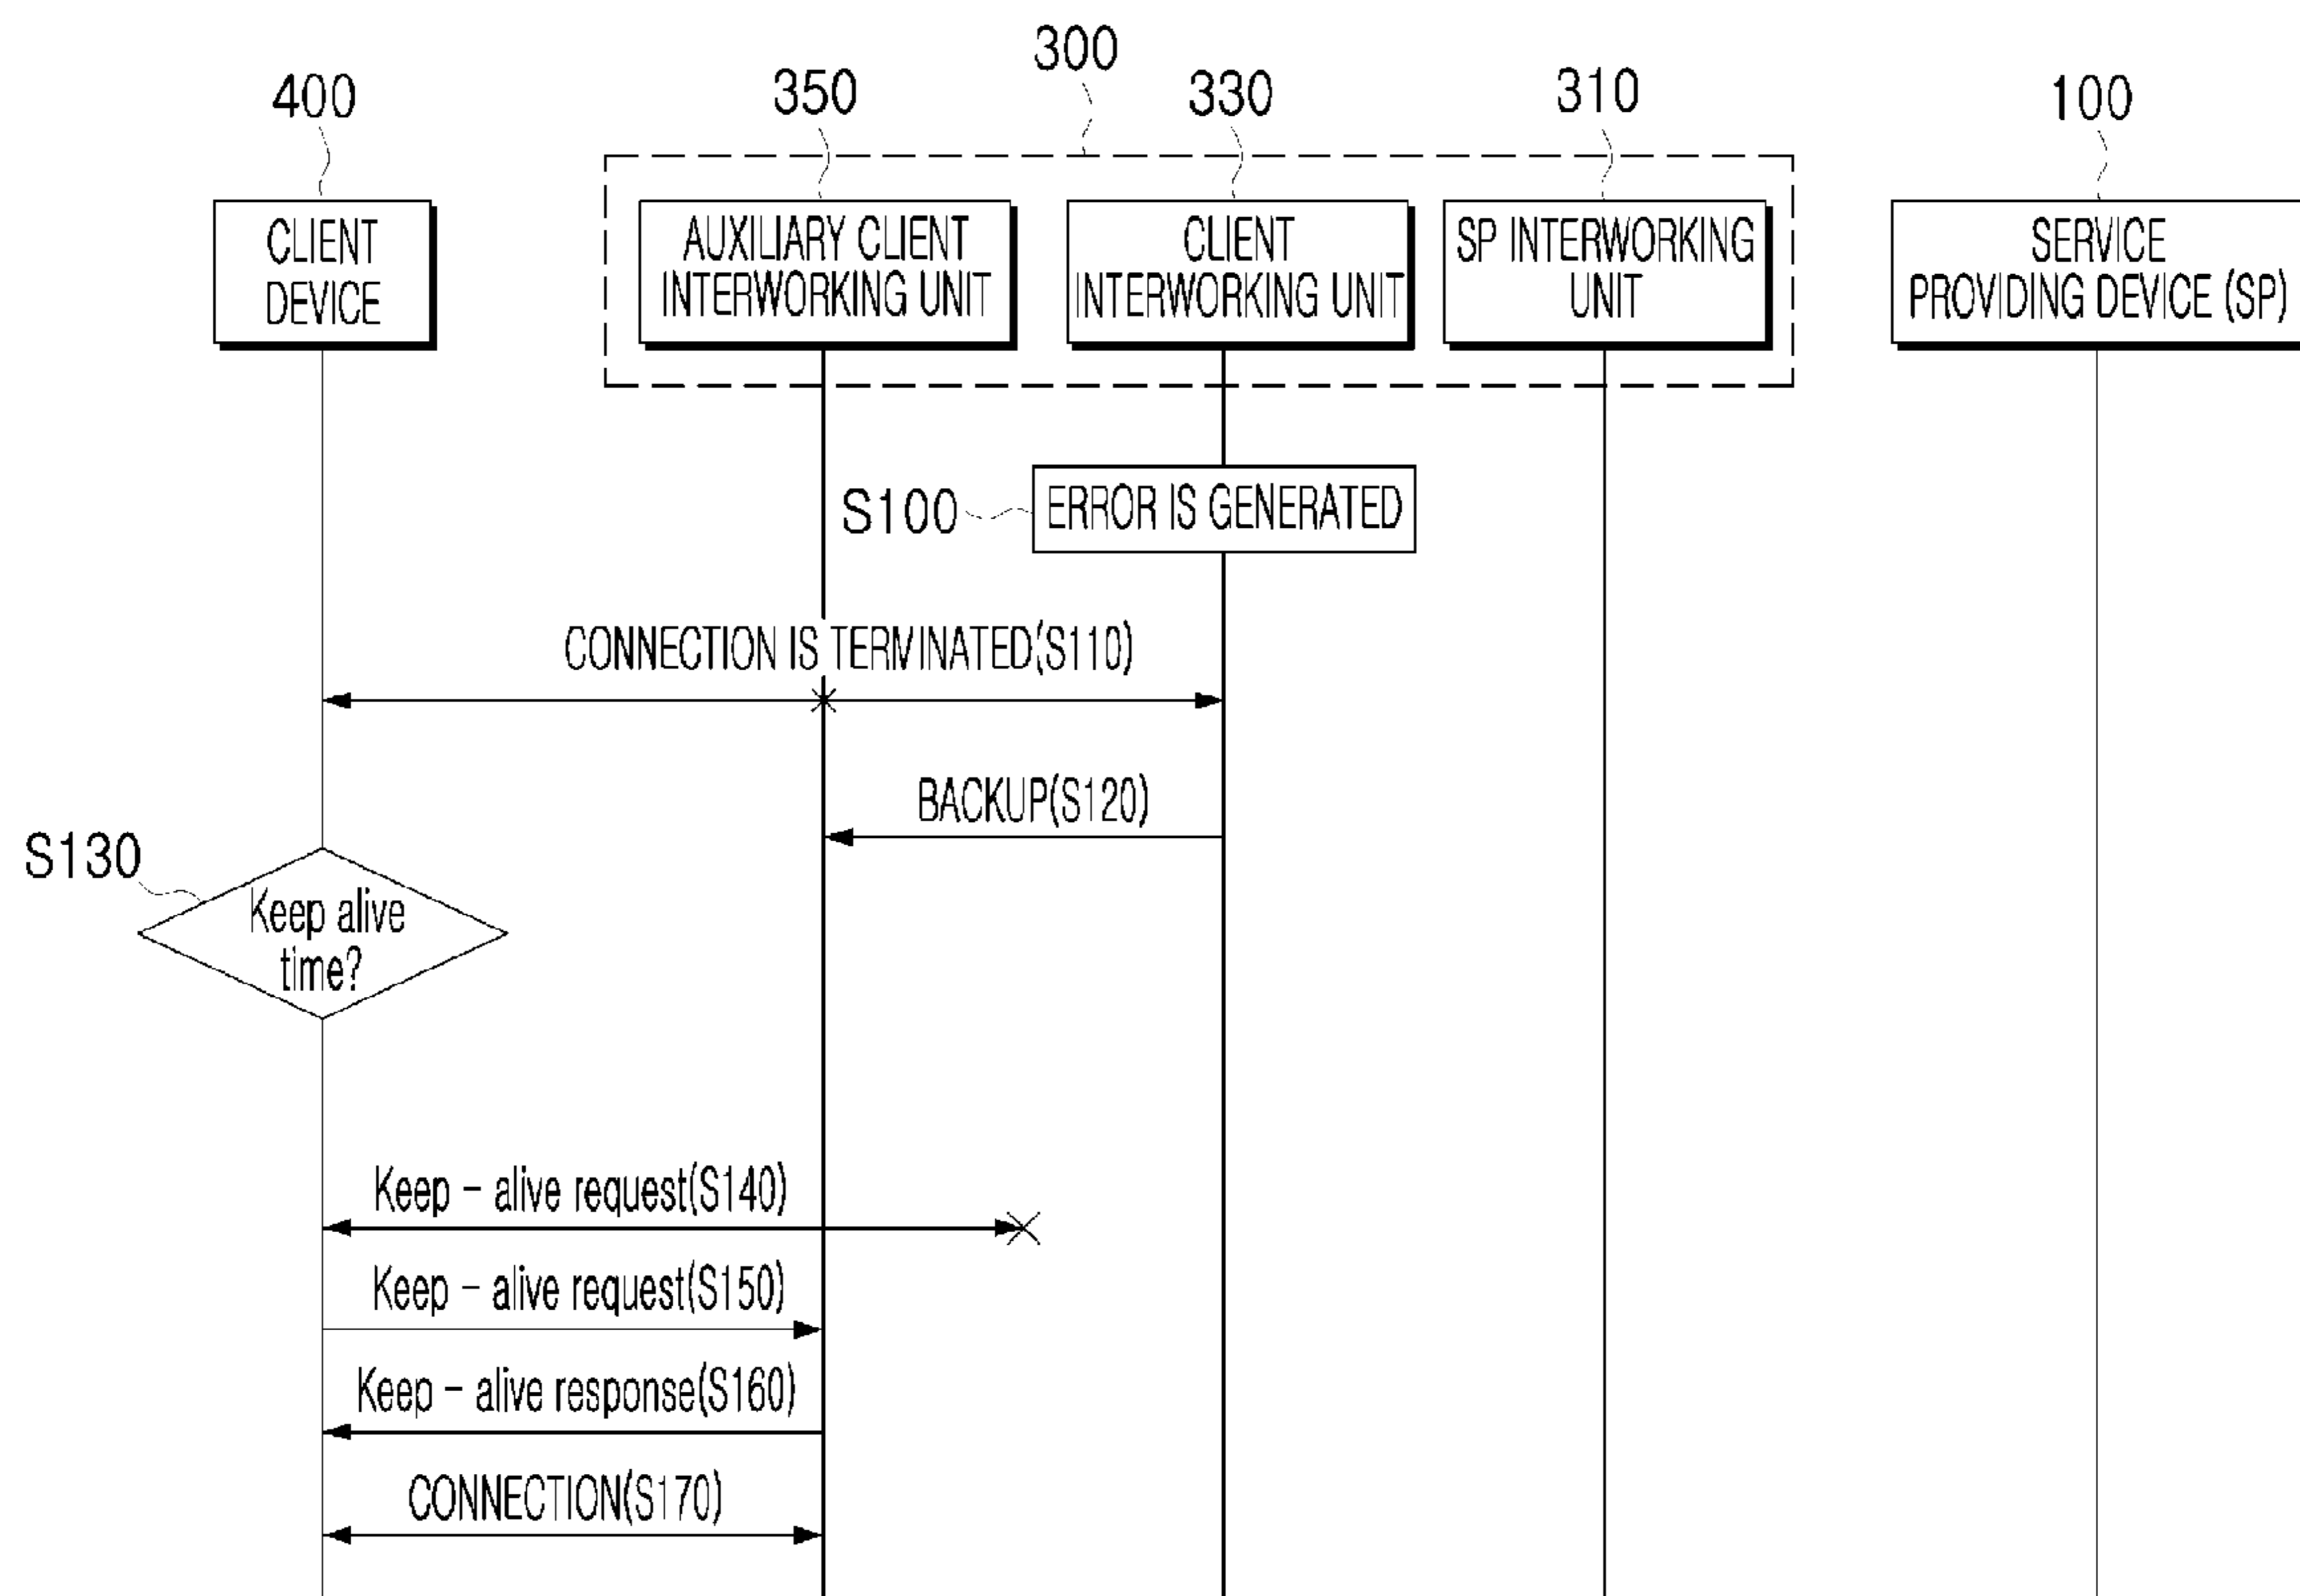 300
400
350
330
310
100
CLIENT
DEVICE
AUXILIARY CLIENT
INTERWORKING UNIT
CLIENT
INTERWORKING UNIT
SP INTERWORKING
UNIT
SERVICE
PROVIDING DEVICE (SP)
S100
ERROR IS GENERATED
CONNECTION IS TERMINATED(S110)
BACKUP(S120)
S130
Keep alive
time?
Keep - alive request(S140)
Keep - alive request(S150)
Keep - alive response(S160)
CONNECTION(S170)